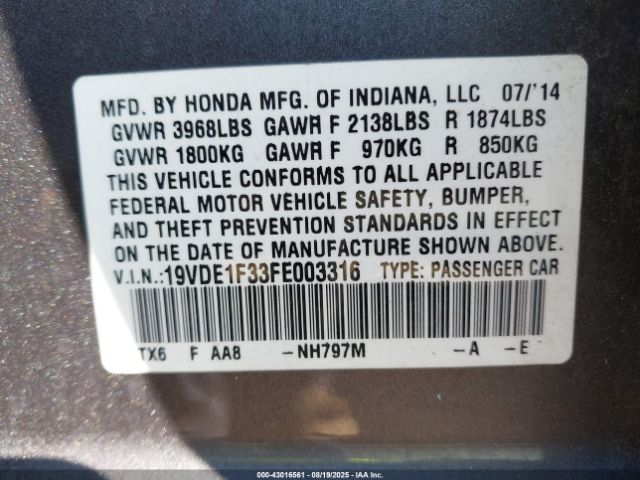 MFD. BY HONDA MFG. OF INDIANA, LLC 07/'14
GVWR 3968LBS GAWR F 2138LBS R 1874LBS
GVWR 1800KG GAWR F 970KG R 850KG
THIS VEHICLE CONFORMS TO ALL APPLICABLE
FEDERAL MOTOR VEHICLE SAFETY, BUMPER,
AND THEFT PREVENTION STANDARDS IN EFFECT
ON THE DATE OF MANUFACTURE SHOWN ABOVE.
V.I.N.:19VDE1F33FE003316 TYPE: PASSENGER CAR
TX6 F AA8 -NH797M -A -E
000-43016561 - 08/19/2025 - IAAI.COM